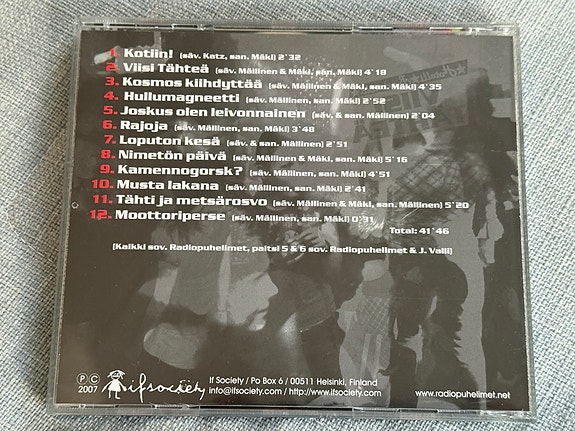 1. Kotiin! (säv. Katz, san. Mäki) 2´32
2. Viisi Tähteä (säv. Mällinen & Mäki, san. Mäki) 4´18
3. Kosmos kiihdyttää (säv. Mällinen, san. Mäki) 4´35
4. Hullumagneetti (säv. Mällinen, san. Mäki) 2´52
5. Joskus olen leivonnainen (säv. & san. Mällinen) 2´04
6. Rajoja (säv. Mällinen, san. Mäki) 3´48
7. Loputon kesä (säv. & san. Mällinen) 2´51
8. Nimetön päivä (säv. Mällinen & Mäki, san. Mäki) 5´16
9. Kamennogorsk? (säv. Mällinen, san. Mällinen & Mäki) 4´51
10. Musta lakana (säv. Mällinen, san. Mäki) 2´41
11. Tähti ja metsärosvo (säv. Mällinen & Mäki, san. Mällinen) 5´20
12. Moottoriperse (säv. Mällinen, san. Mäki) 0´31
Total: 41´46
(Kaikki sov. Radiopuhelimet, paitsi 5 & 6 sov. Radiopuhelimet & J. Valli)
P C
2007
ifsociety
If Society / Po Box 6 / 00511 Helsinki, Finland
info@ifsociety.com / http://www.ifsociety.com
www.radiopuhelimet.net